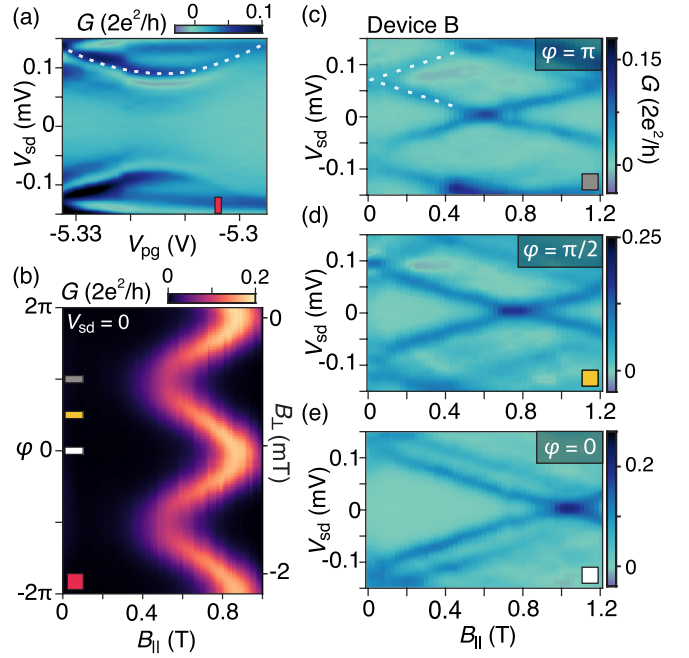 (a)
G (2e²/h)
0
0.1
0.1
0
-0.1
V_sd (mV)
-5.33
-5.3
V_pg (V)
(b)
G (2e²/h)
0
0.2
V_sd = 0
2π
φ 0
-2π
0
-2
B_⊥ (mT)
0
0.4
0.8
B_|| (T)
(c)
Device B
φ = π
0.1
0
-0.1
V_sd (mV)
0
0.4
0.8
1.2
0.15
0
G (2e²/h)
(d)
φ = π/2
0.1
0
-0.1
V_sd (mV)
0
0.4
0.8
1.2
0.25
0
(e)
φ = 0
0.1
0
-0.1
V_sd (mV)
0
0.4
0.8
1.2
B_|| (T)
0.2
0